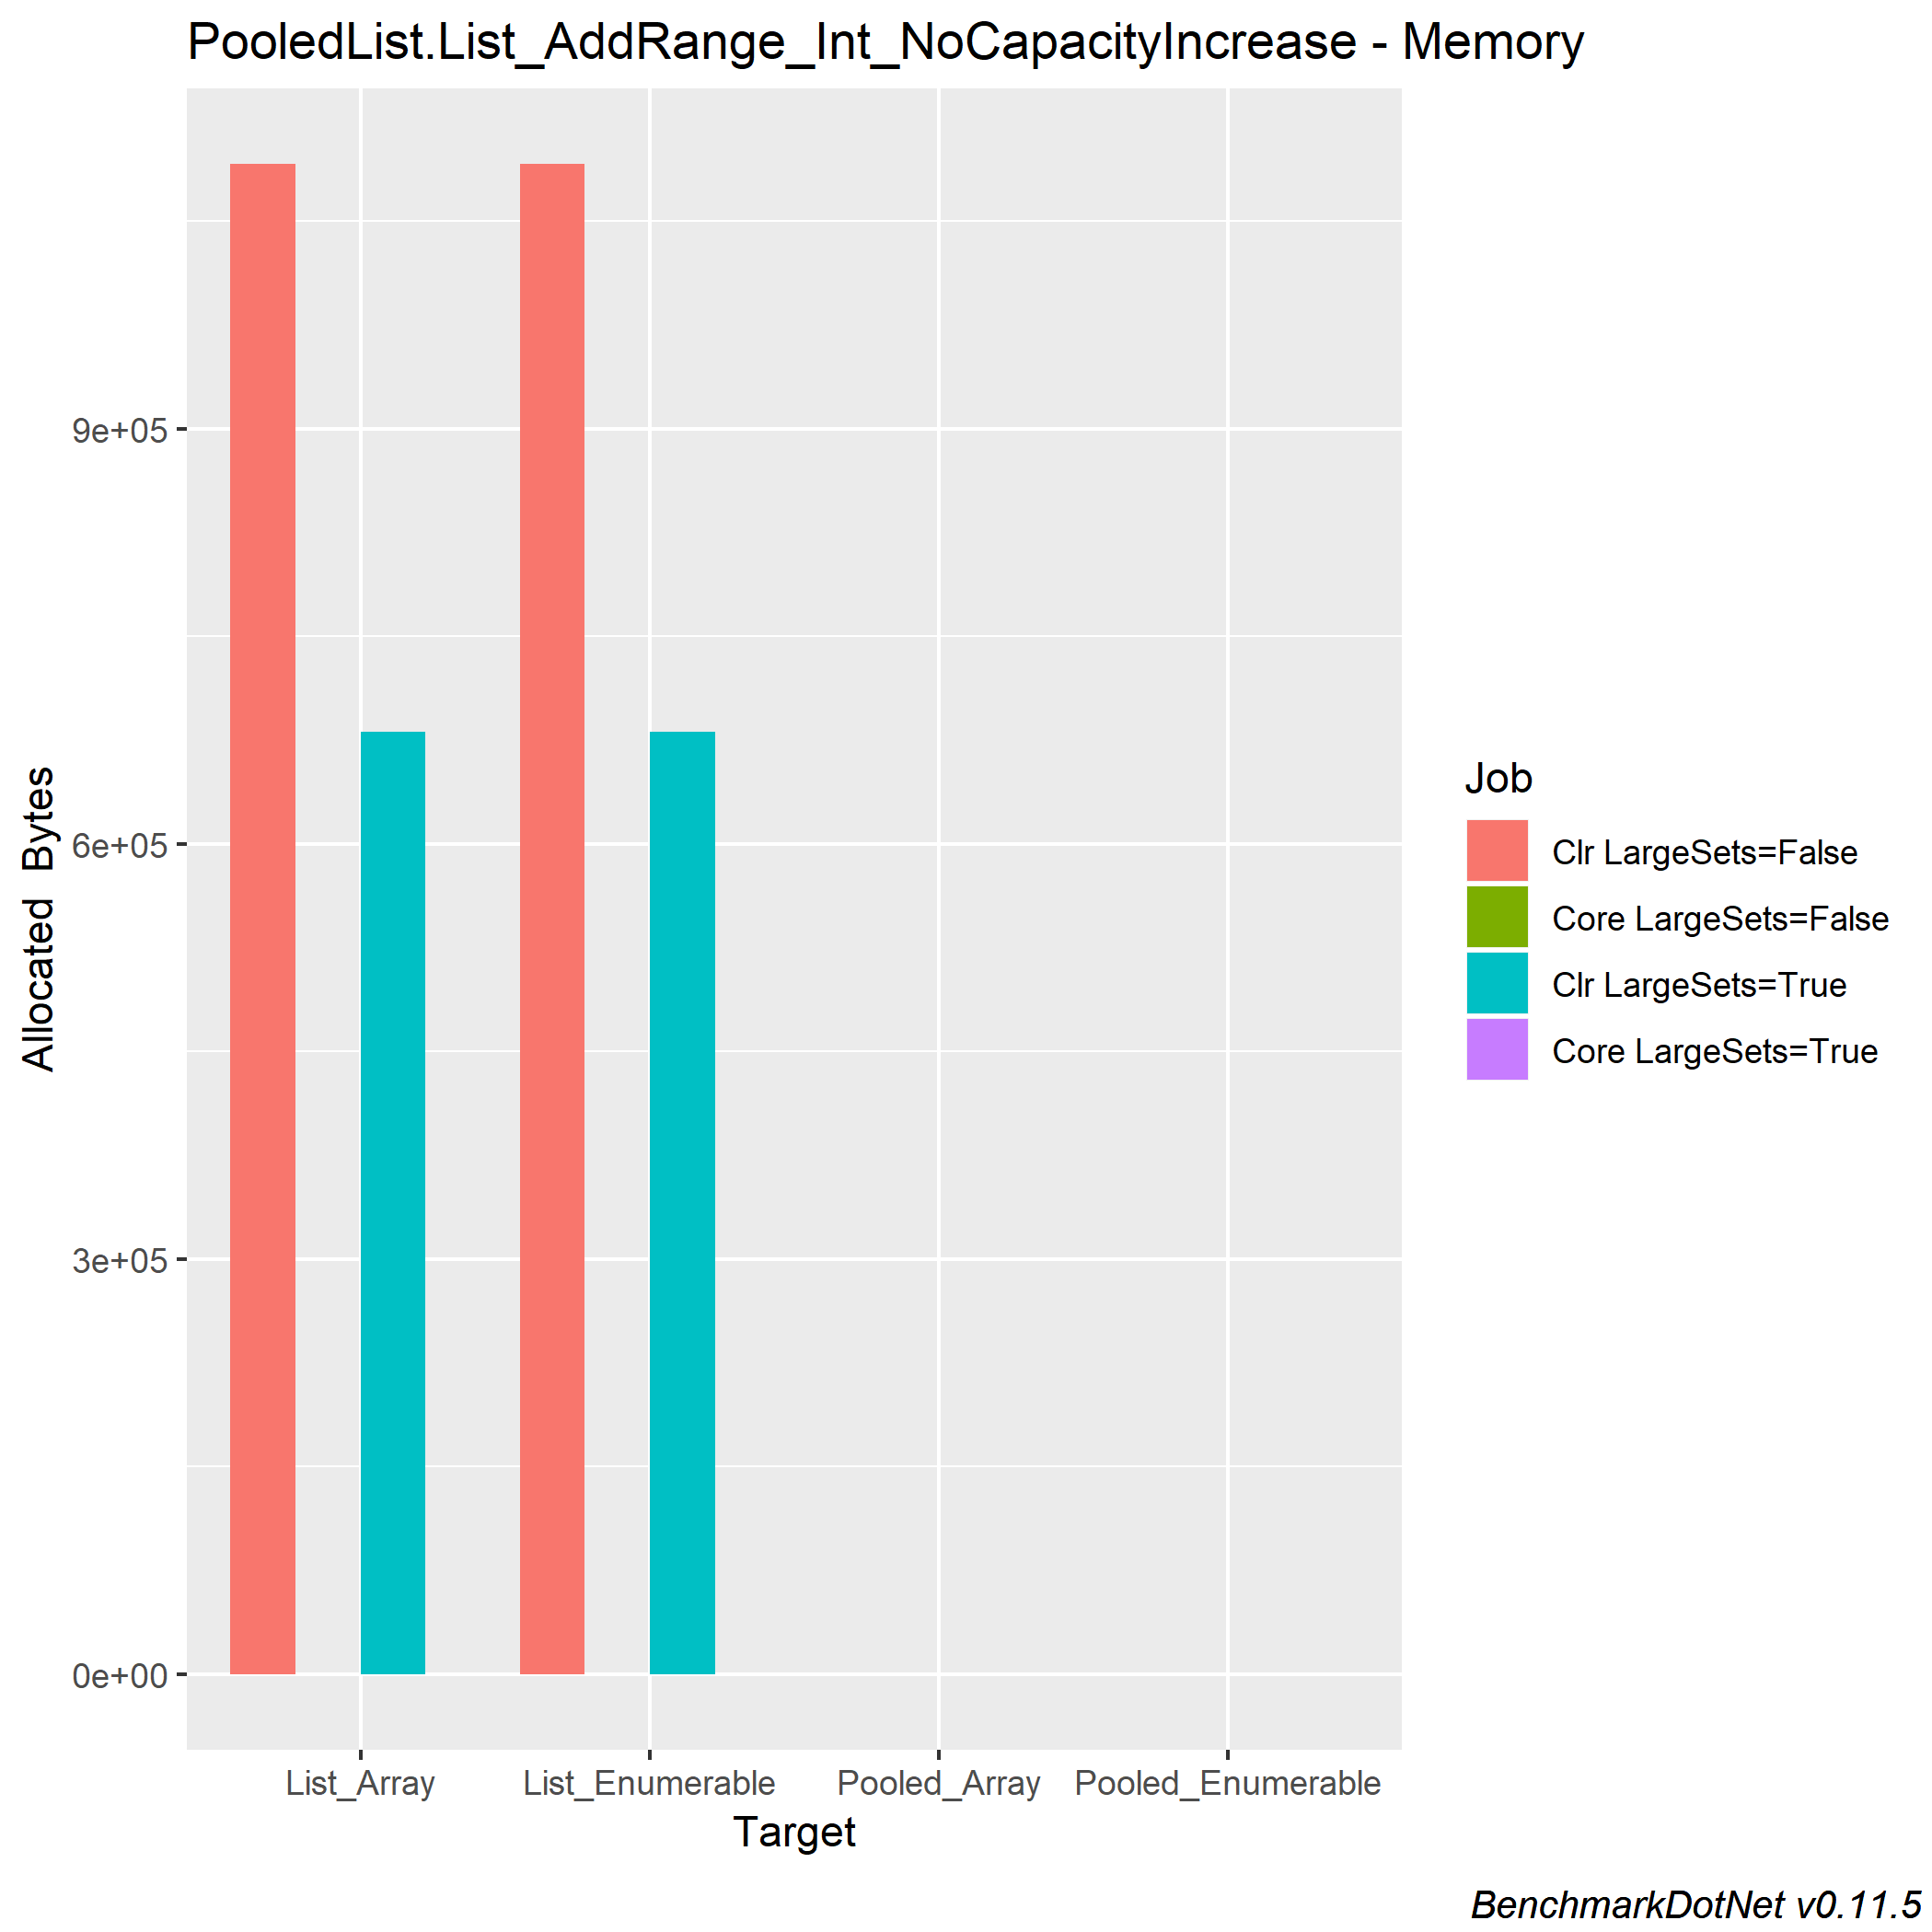 PooledList.List_AddRange_Int_NoCapacityIncrease - Memory
Allocated Bytes
9e+05
6e+05
3e+05
0e+00
List_Array
List_Enumerable
Pooled_Array
Pooled_Enumerable
Target
Job
Clr LargeSets=False
Core LargeSets=False
Clr LargeSets=True
Core LargeSets=True
BenchmarkDotNet v0.11.5